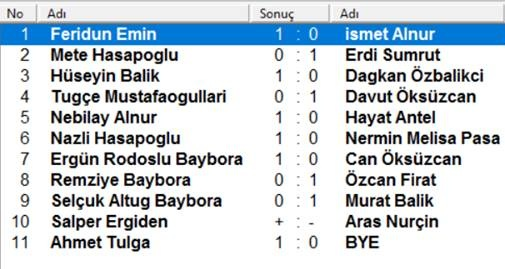 No Adı Sonuç Adı
1 Feridun Emin 1 : 0 ismet Alnur
2 Mete Hasapoglu 0 : 1 Erdi Sumrut
3 Hüseyin Balik 1 : 0 Dagkan Özbalikci
4 Tugçe Mustafaogullari 0 : 1 Davut Öksüzcan
5 Nebilay Alnur 1 : 0 Hayat Antel
6 Nazli Hasapoglu 1 : 0 Nermin Melisa Pasa
7 Ergün Rodoslu Baybora 1 : 0 Can Öksüzcan
8 Remziye Baybora 0 : 1 Özcan Firat
9 Selçuk Altug Baybora 0 : 1 Murat Balik
10 Salper Ergiden + : - Aras Nurçin
11 Ahmet Tulga 1 : 0 BYE